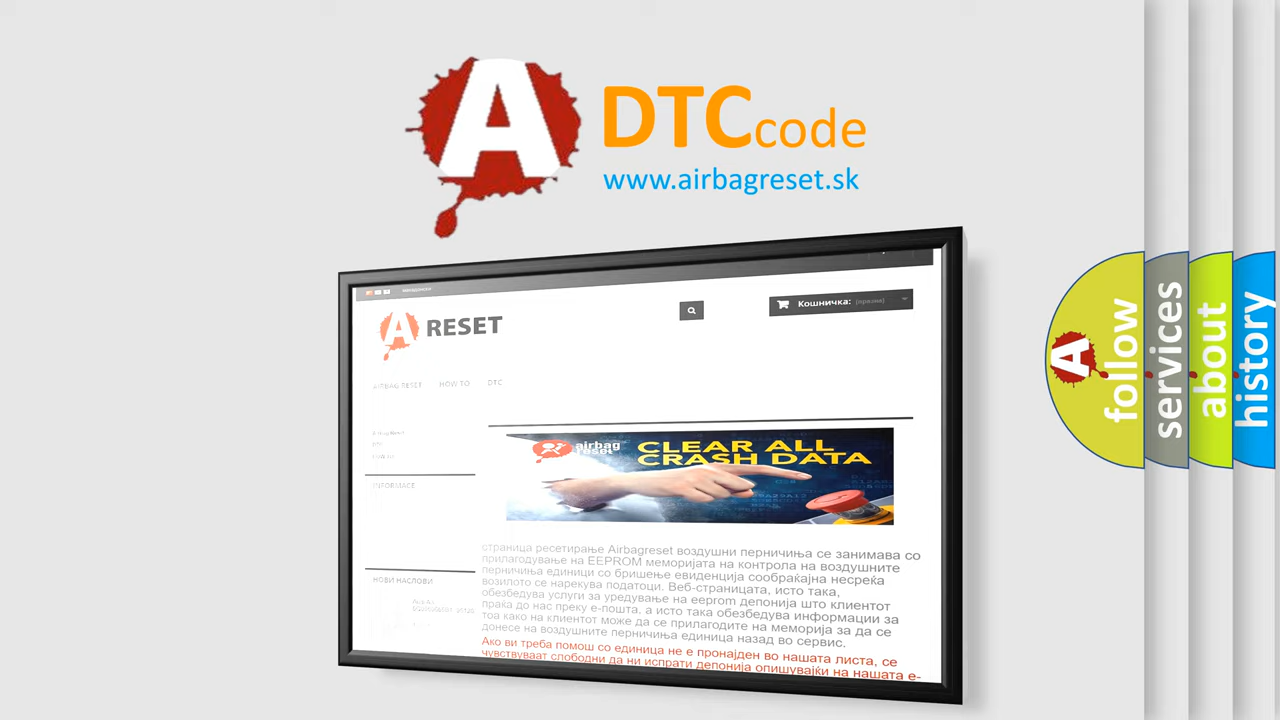 A
DTCcode
www.airbagreset.sk
A RESET
Кошничка: (празни)
AIRBAG RESET HOW TO DTC
INFORMACE
airbag
reset
CLEAR ALL
CRASH DATA
страница ресетирање Airbagreset воздушни перничиња се занимава со
прилагодување на EEPROM меморијата на контрола на воздушните
перничиња единици со бришење евиденција сообраќајна несреќа
возилото се нарекува податоци. Веб-страницата, исто така,
обезбедува услуги за уредување на eeprom депонија што клиентот
праќа до нас преку е-пошта, а исто така обезбедува информации за
тоа како на клиентот може да се прилагодите на меморија за да се
донесе на воздушните перничиња единица назад во сервис.
Ако ви треба помош со единица не е пронајден во нашата листа, се
чувствуваат слободни да ни испрати депонија опишувајќи на нашата е-
НОВИ НАСЛОВИ
A
follow
services
about
history